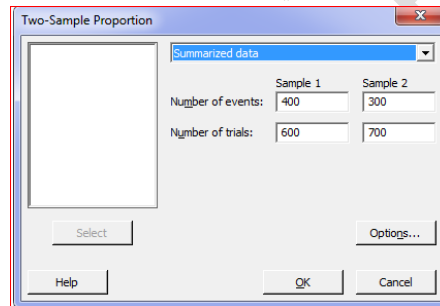 Two-Sample Proportion
Summarized data
Sample 1 Sample 2
Number of events: 400 300
Number of trials: 600 700
Select Options...
Help OK Cancel